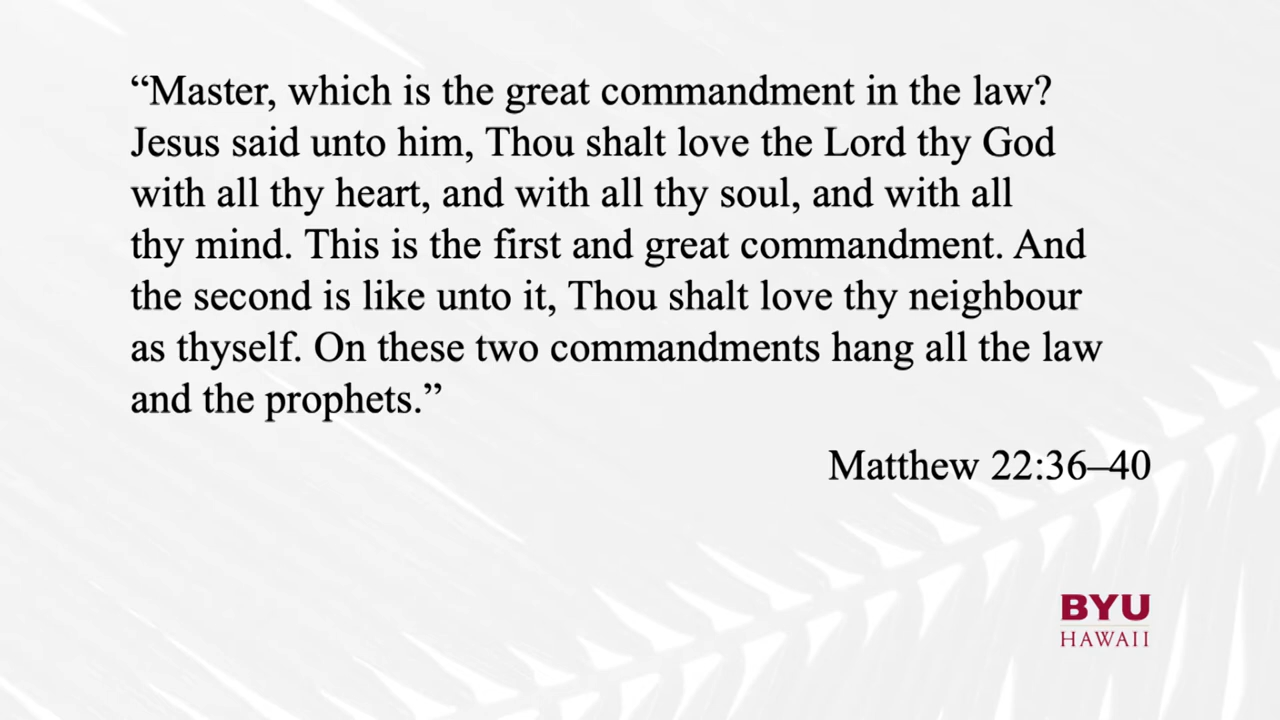 “Master, which is the great commandment in the law?
Jesus said unto him, Thou shalt love the Lord thy God
with all thy heart, and with all thy soul, and with all
thy mind. This is the first and great commandment. And
the second is like unto it, Thou shalt love thy neighbour
as thyself. On these two commandments hang all the law
and the prophets.”
Matthew 22:36–40
BYU
HAWAII